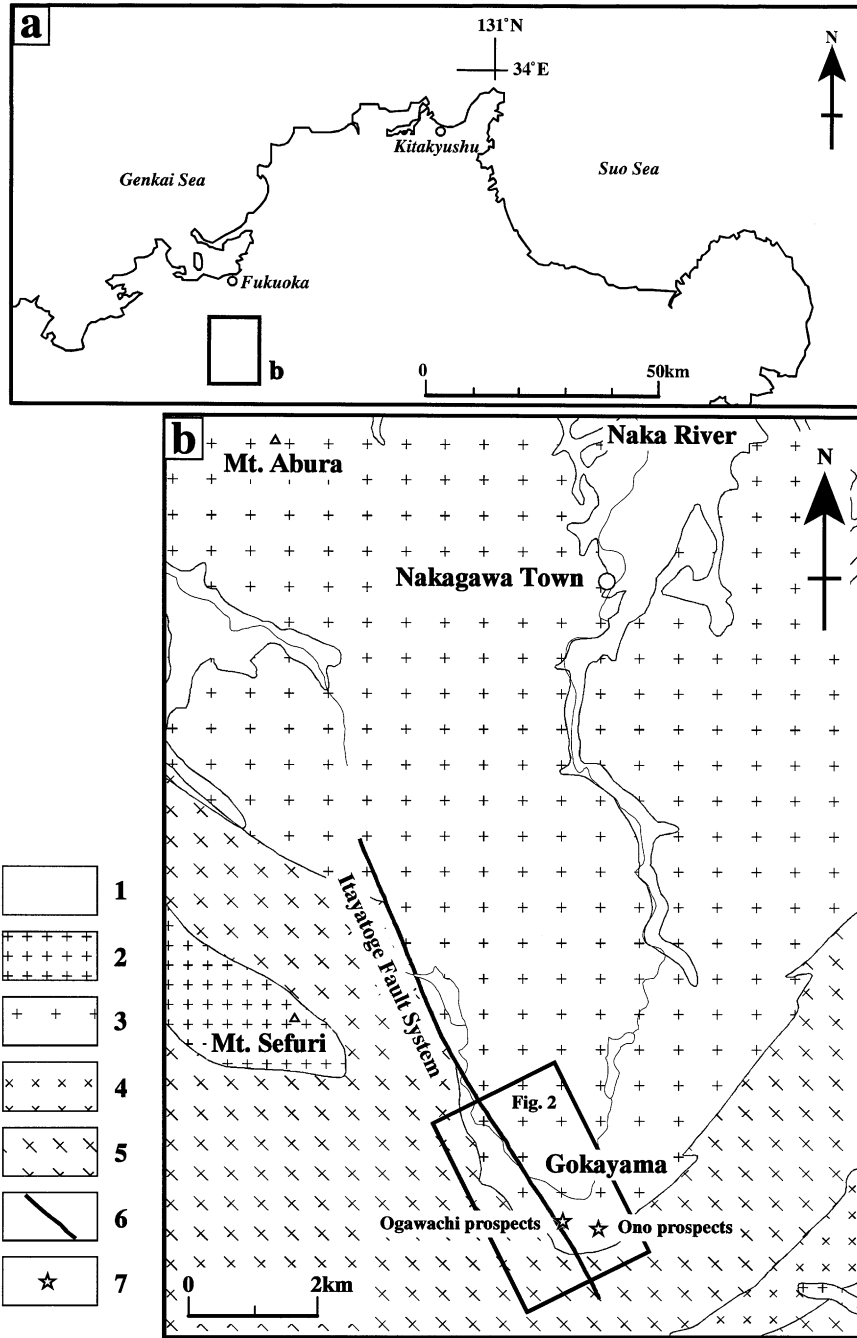 a
131°N
34°E
N
Kitakyushu
Genkai Sea
Suo Sea
Fukuoka
b
0
50km
b
Naka River
Mt. Abura
N
Nakagawa Town
Itayatoge Fault System
Mt. Sefuri
Fig. 2
Gokayama
Ogawachi prospects
Ono prospects
0
2km
1
2
3
4
5
6
7